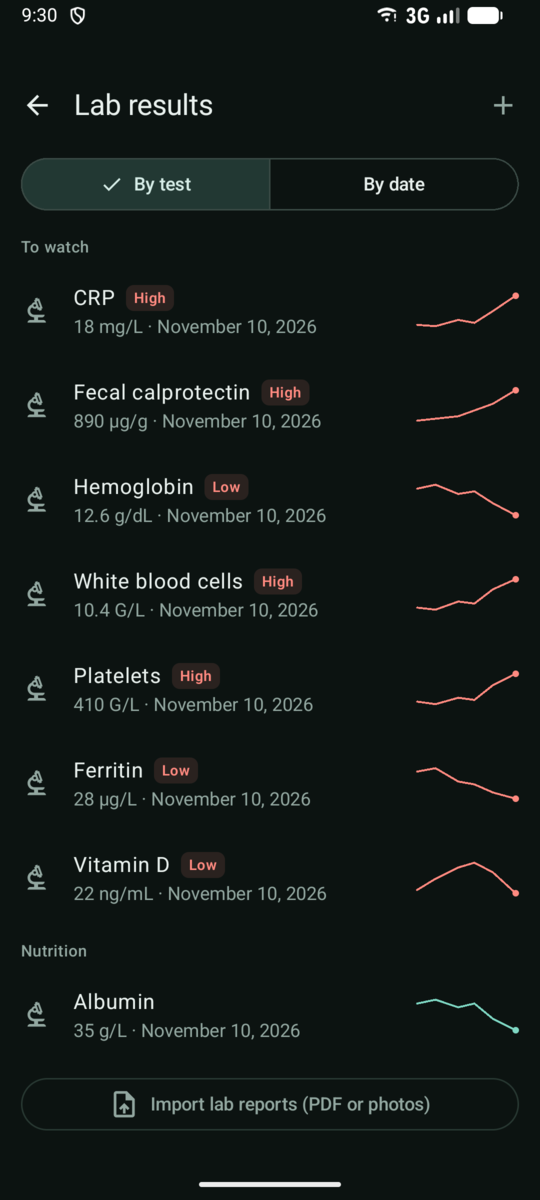 9:30
3G
Lab results
By test
By date
To watch
CRP High
18 mg/L · November 10, 2026
Fecal calprotectin High
890 µg/g · November 10, 2026
Hemoglobin Low
12.6 g/dL · November 10, 2026
White blood cells High
10.4 G/L · November 10, 2026
Platelets High
410 G/L · November 10, 2026
Ferritin Low
28 µg/L · November 10, 2026
Vitamin D Low
22 ng/mL · November 10, 2026
Nutrition
Albumin
35 g/L · November 10, 2026
Import lab reports (PDF or photos)